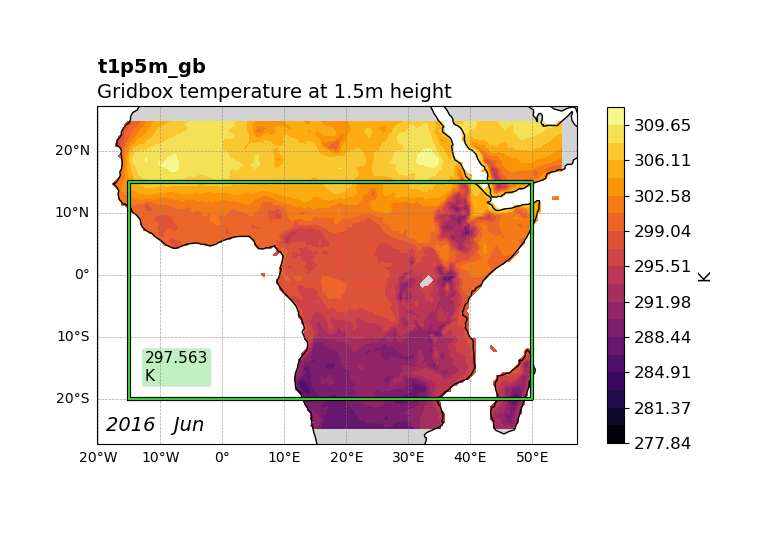 t1p5m_gb
Gridbox temperature at 1.5m height
309.65
306.11
302.58
299.04
295.51
291.98
288.44
284.91
281.37
277.84
K
20°N
10°N
0°
10°S
20°S
297.563
K
2016 Jun
20°W 10°W 0° 10°E 20°E 30°E 40°E 50°E